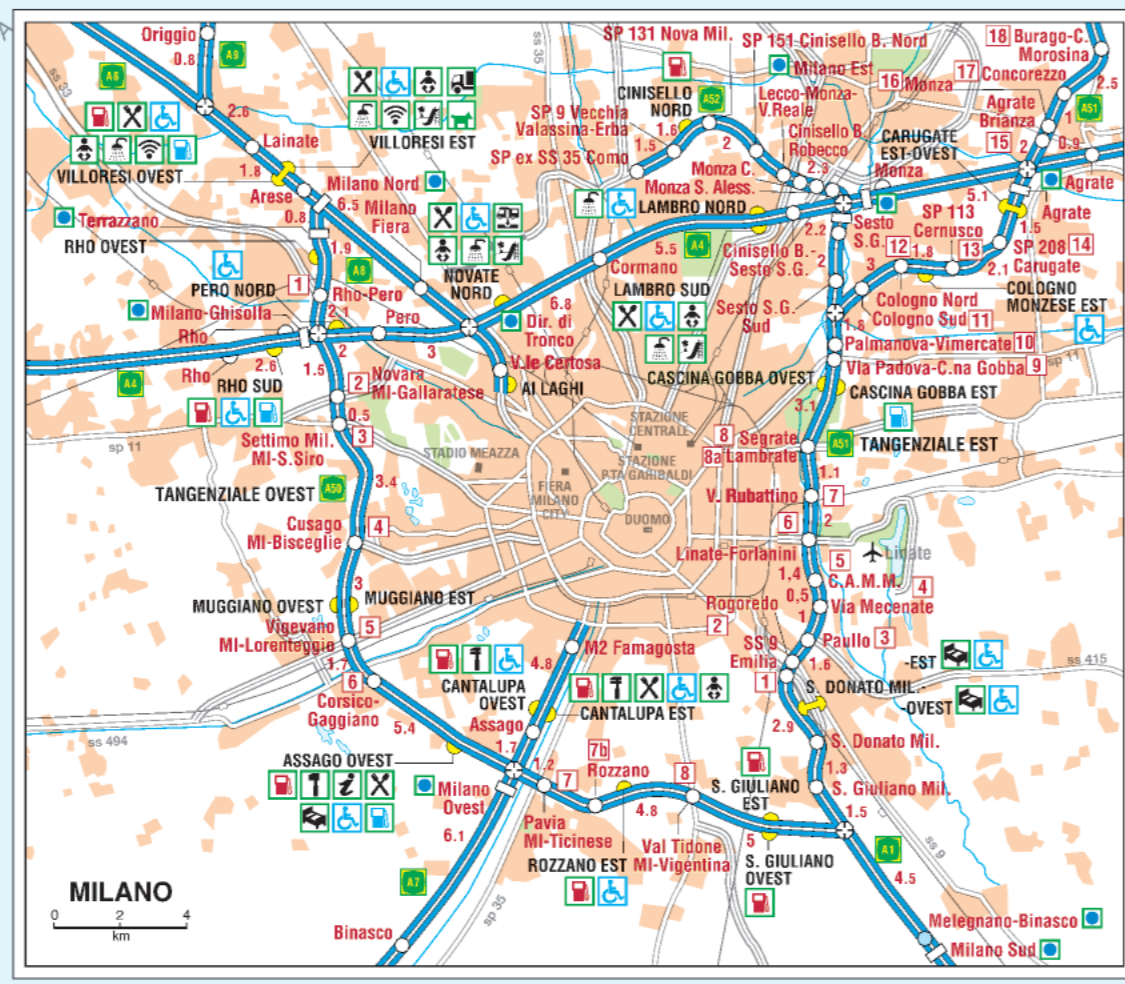 Origgio
0.8
A9
A8
ss 33
2.6
Lainate
VILLORESI OVEST
1.8
Arese
VILLORESI EST
ss 35
SP 131 Nova Mil.
SP 151 Cinisello B. Nord
Milano Est
CINISELLO
NORD
A52
Lecco-Monza-
V.Reale
16
Monza
17
Concorezzo
18
Burago-C.
Morosina
2.5
A51
1
Agrate
Brianza
15
0.9
2
SP 9 Vecchia
Valassina-Erba
1.6
1.5
2
SP ex SS 35 Como
Cinisello B.
Robecco
2.3
CARUGATE
EST-OVEST
Monza
Monza C.
Monza S. Aless.
LAMBRO NORD
5.1
Agrate
Agrate
1.5
Milano Nord
6.5
Milano
Fiera
0.8
Terrazzano
RHO OVEST
1.9
A8
PERO NORD
1
Rho-Pero
Milano-Ghisolfa
2.1
Pero
Rho
2
3
NOVATE
NORD
6.8
Dir. di
Tronco
5.5
A4
Cormano
Cinisello B.-
Sesto S.G.
2.2
2
Sesto
S.G.
SP 113
Cernusco
12
1.8
13
3
2.1
SP 208
14
Carugate
COLOGNO
MONZESE EST
LAMBRO SUD
Sesto S.G.
Sud
Cologno Nord
Cologno Sud
11
1.8
Palmanova-Vimercate
10
sp 11
Via Padova-C.na Gobba
9
A4
Rho
2.6
RHO SUD
1.5
2
Novara
MI-Gallaratese
0.5
V.le Certosa
AI LAGHI
CASCINA GOBBA OVEST
CASCINA GOBBA EST
3.1
sp 11
Settimo Mil.
MI-S.Siro
3
STADIO MEAZZA
STAZIONE
CENTRALE
STAZIONE
P.TA GARIBALDI
8
Segrate
8a
Lambrate
A51
TANGENZIALE EST
1.1
TANGENZIALE OVEST
A50
3.4
FIERA
MILANO
CITY
DUOMO
V. Rubattino
7
6
2
Cusago
MI-Bisceglie
4
Linate-Forlanini
5
Linate
1,4
C.A.M.M.
4
3
MUGGIANO OVEST
MUGGIANO EST
0,5
Rogoredo
Via Mecenate
2
1
Vigevano
MI-Lorenteggio
5
Paullo
3
SS 9
Emilia
1.6
1
-EST
ss 415
1.7
6
Corsico-
Gaggiano
4.8
M2 Famagosta
CANTALUPA
OVEST
CANTALUPA EST
S. DONATO MIL.-
-OVEST
ss 494
5.4
Assago
1.7
2.9
S. Donato Mil.
ASSAGO OVEST
1.2
7
7b
Rozzano
8
S. GIULIANO
EST
1.3
S. Giuliano Mil.
Milano
Ovest
4.8
1.5
6.1
Pavia
MI-Ticinese
Val Tidone
MI-Vigentina
5
S. GIULIANO
OVEST
A1
ss 9
ROZZANO EST
4.5
A7
MILANO
0 2 4
km
sp 35
Binasco
Melegnano-Binasco
Milano Sud